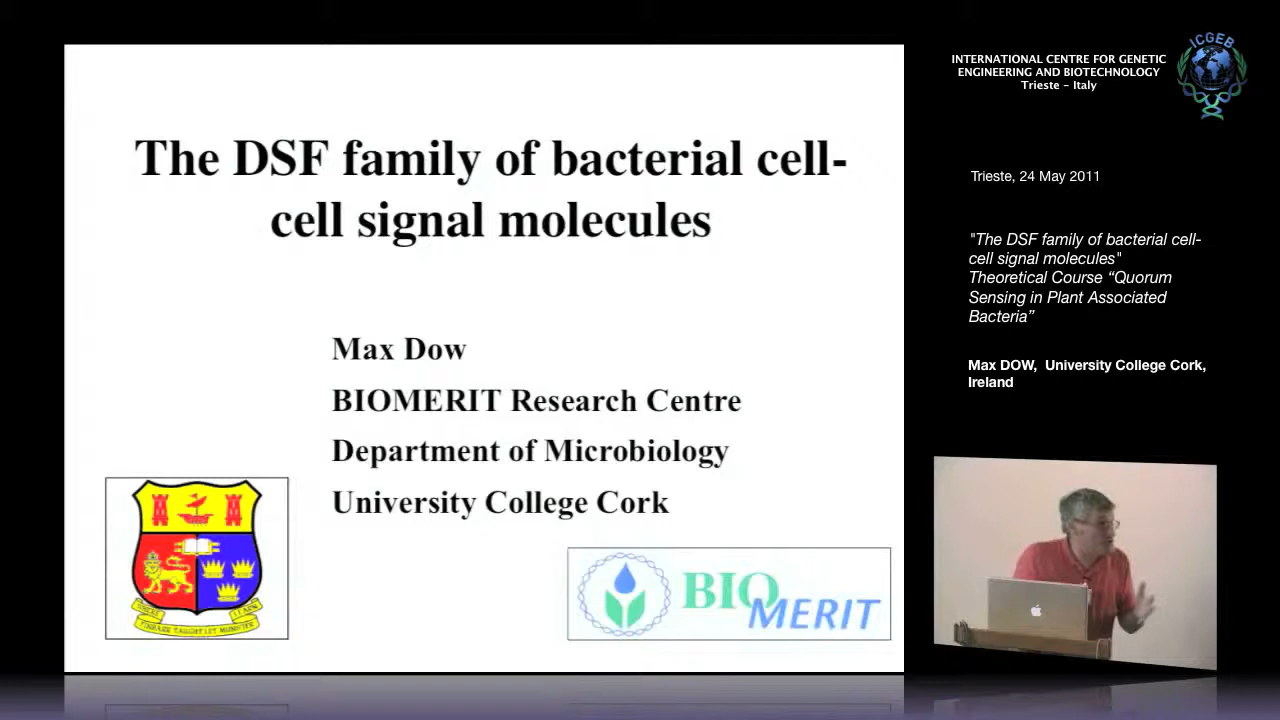 The DSF family of bacterial cell-
cell signal molecules
Max Dow
BIOMERIT Research Centre
Department of Microbiology
University College Cork
BIO
MERIT
INTERNATIONAL CENTRE FOR GENETIC
ENGINEERING AND BIOTECHNOLOGY
Trieste - Italy
ICGEB
Trieste, 24 May 2011
"The DSF family of bacterial cell-
cell signal molecules"
Theoretical Course “Quorum
Sensing in Plant Associated
Bacteria”
Max DOW, University College Cork,
Ireland